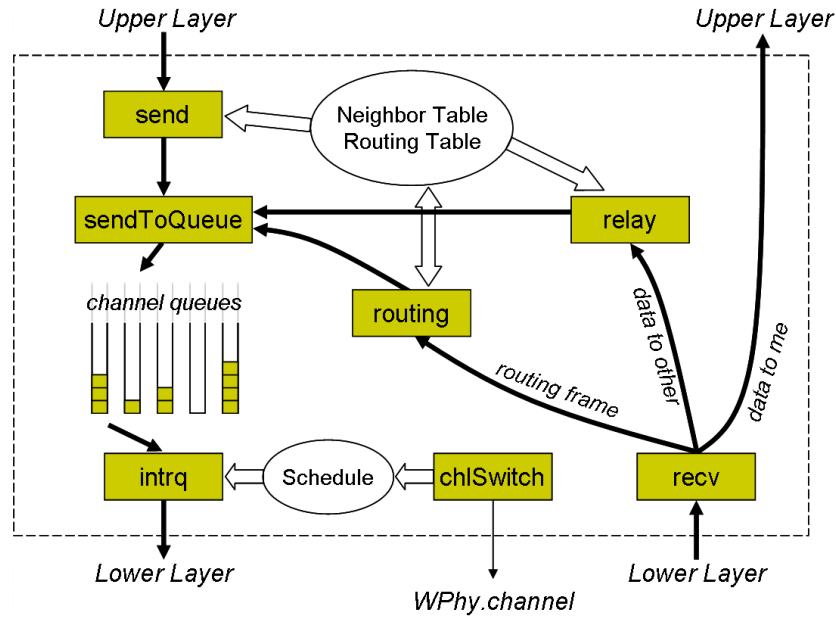 Upper Layer
Upper Layer
send
Neighbor Table
Routing Table
sendToQueue
relay
channel queues
routing
data to other
data to me
routing frame
intrq
Schedule
chlSwitch
recv
Lower Layer
Lower Layer
WPhy.channel